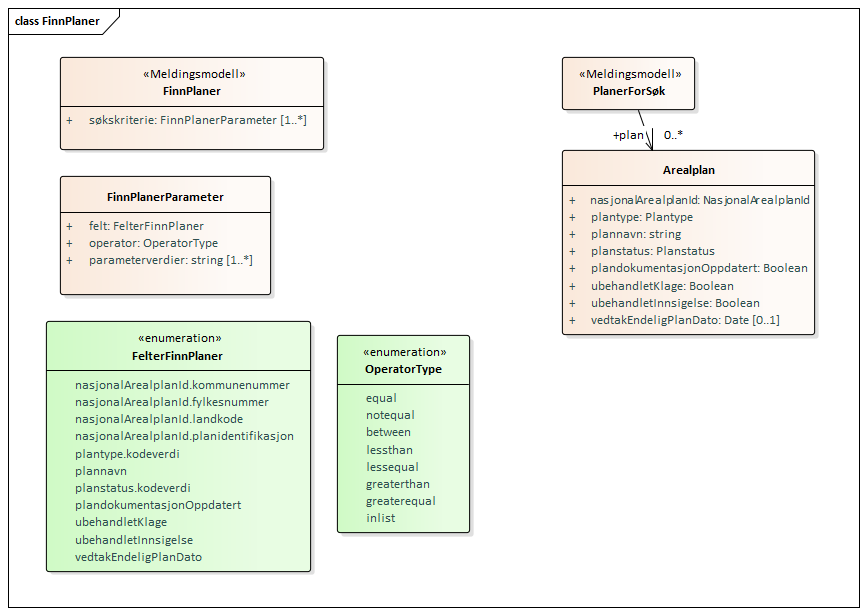 class FinnPlaner
«Meldingsmodell»
FinnPlaner
+ søkskriterie: FinnPlanerParameter [1..*]
FinnPlanerParameter
+ felt: FelterFinnPlaner
+ operator: OperatorType
+ parameterverdier: string [1..*]
«enumeration»
FelterFinnPlaner
nasjonalArealplanId.kommunenummer
nasjonalArealplanId.fylkesnummer
nasjonalArealplanId.landkode
nasjonalArealplanId.planidentifikasjon
plantype.kodeverdi
plannavn
planstatus.kodeverdi
plandokumentasjonOppdatert
ubehandletKlage
ubehandletInnsigelse
vedtakEndeligPlanDato
«enumeration»
OperatorType
equal
notequal
between
lessthan
lessequal
greaterthan
greaterequal
inlist
«Meldingsmodell»
PlanerForSøk
+plan 0..*
Arealplan
+ nasjonalArealplanId: NasjonalArealplanId
+ plantype: Plantype
+ plannavn: string
+ planstatus: Planstatus
+ plandokumentasjonOppdatert: Boolean
+ ubehandletKlage: Boolean
+ ubehandletInnsigelse: Boolean
+ vedtakEndeligPlanDato: Date [0..1]